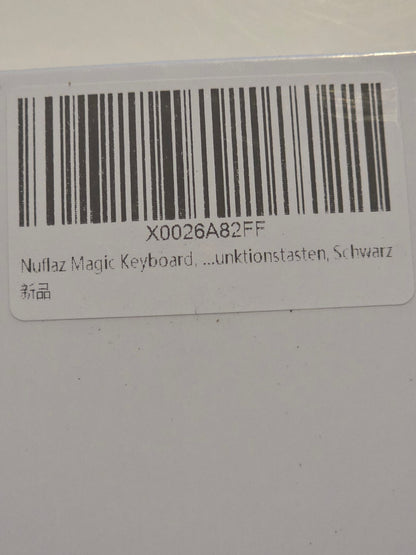 X0026A82FF
Nuflaz Magic Keyboard, ...unktionstasten, Schwarz
新品